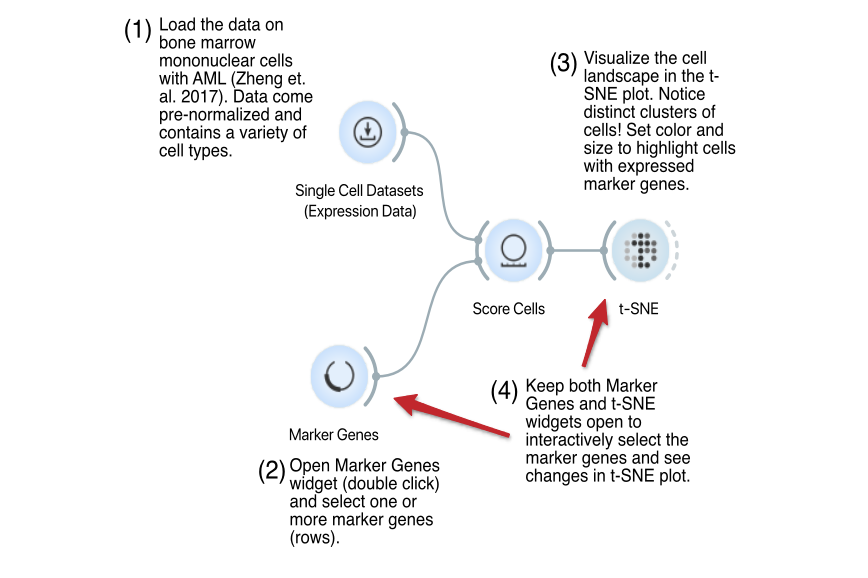 (1) Load the data on
bone marrow
mononuclear cells
with AML (Zheng et.
al. 2017). Data come
pre-normalized and
contains a variety of
cell types.
Single Cell Datasets
(Expression Data)
(3) Visualize the cell
landscape in the t-
SNE plot. Notice
distinct clusters of
cells! Set color and
size to highlight cells
with expressed
marker genes.
Score Cells
t-SNE
Marker Genes
(2) Open Marker Genes
widget (double click)
and select one or
more marker genes
(rows).
(4) Keep both Marker
Genes and t-SNE
widgets open to
interactively select the
marker genes and see
changes in t-SNE plot.